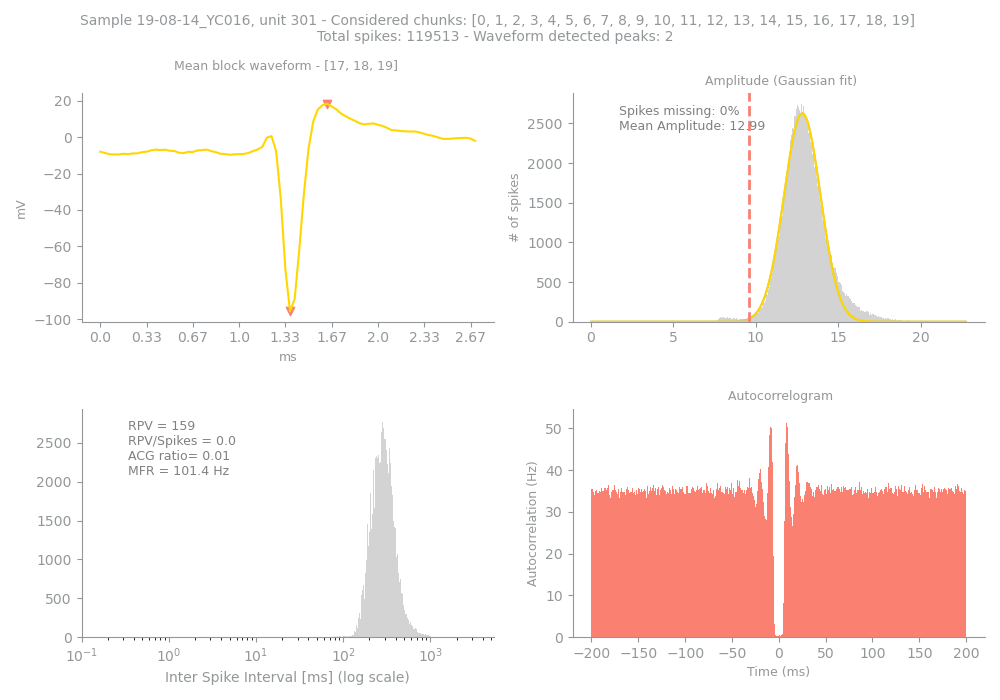 Sample 19-08-14_YC016, unit 301 - Considered chunks: [0, 1, 2, 3, 4, 5, 6, 7, 8, 9, 10, 11, 12, 13, 14, 15, 16, 17, 18, 19]
Total spikes: 119513 - Waveform detected peaks: 2
Mean block waveform - [17, 18, 19]
20
0
−20
−40
−60
−80
−100
mV
0.0 0.33 0.67 1.0 1.33 1.67 2.0 2.33 2.67
ms
Amplitude (Gaussian fit)
Spikes missing: 0%
Mean Amplitude: 12.99
2500
2000
1500
1000
500
0
# of spikes
0 5 10 15 20
RPV = 159
RPV/Spikes = 0.0
ACG ratio= 0.01
MFR = 101.4 Hz
2500
2000
1500
1000
500
0
10⁻¹ 10⁰ 10¹ 10² 10³
Inter Spike Interval [ms] (log scale)
Autocorrelogram
50
40
30
20
10
0
Autocorrelation (Hz)
−200 −150 −100 −50 0 50 100 150 200
Time (ms)